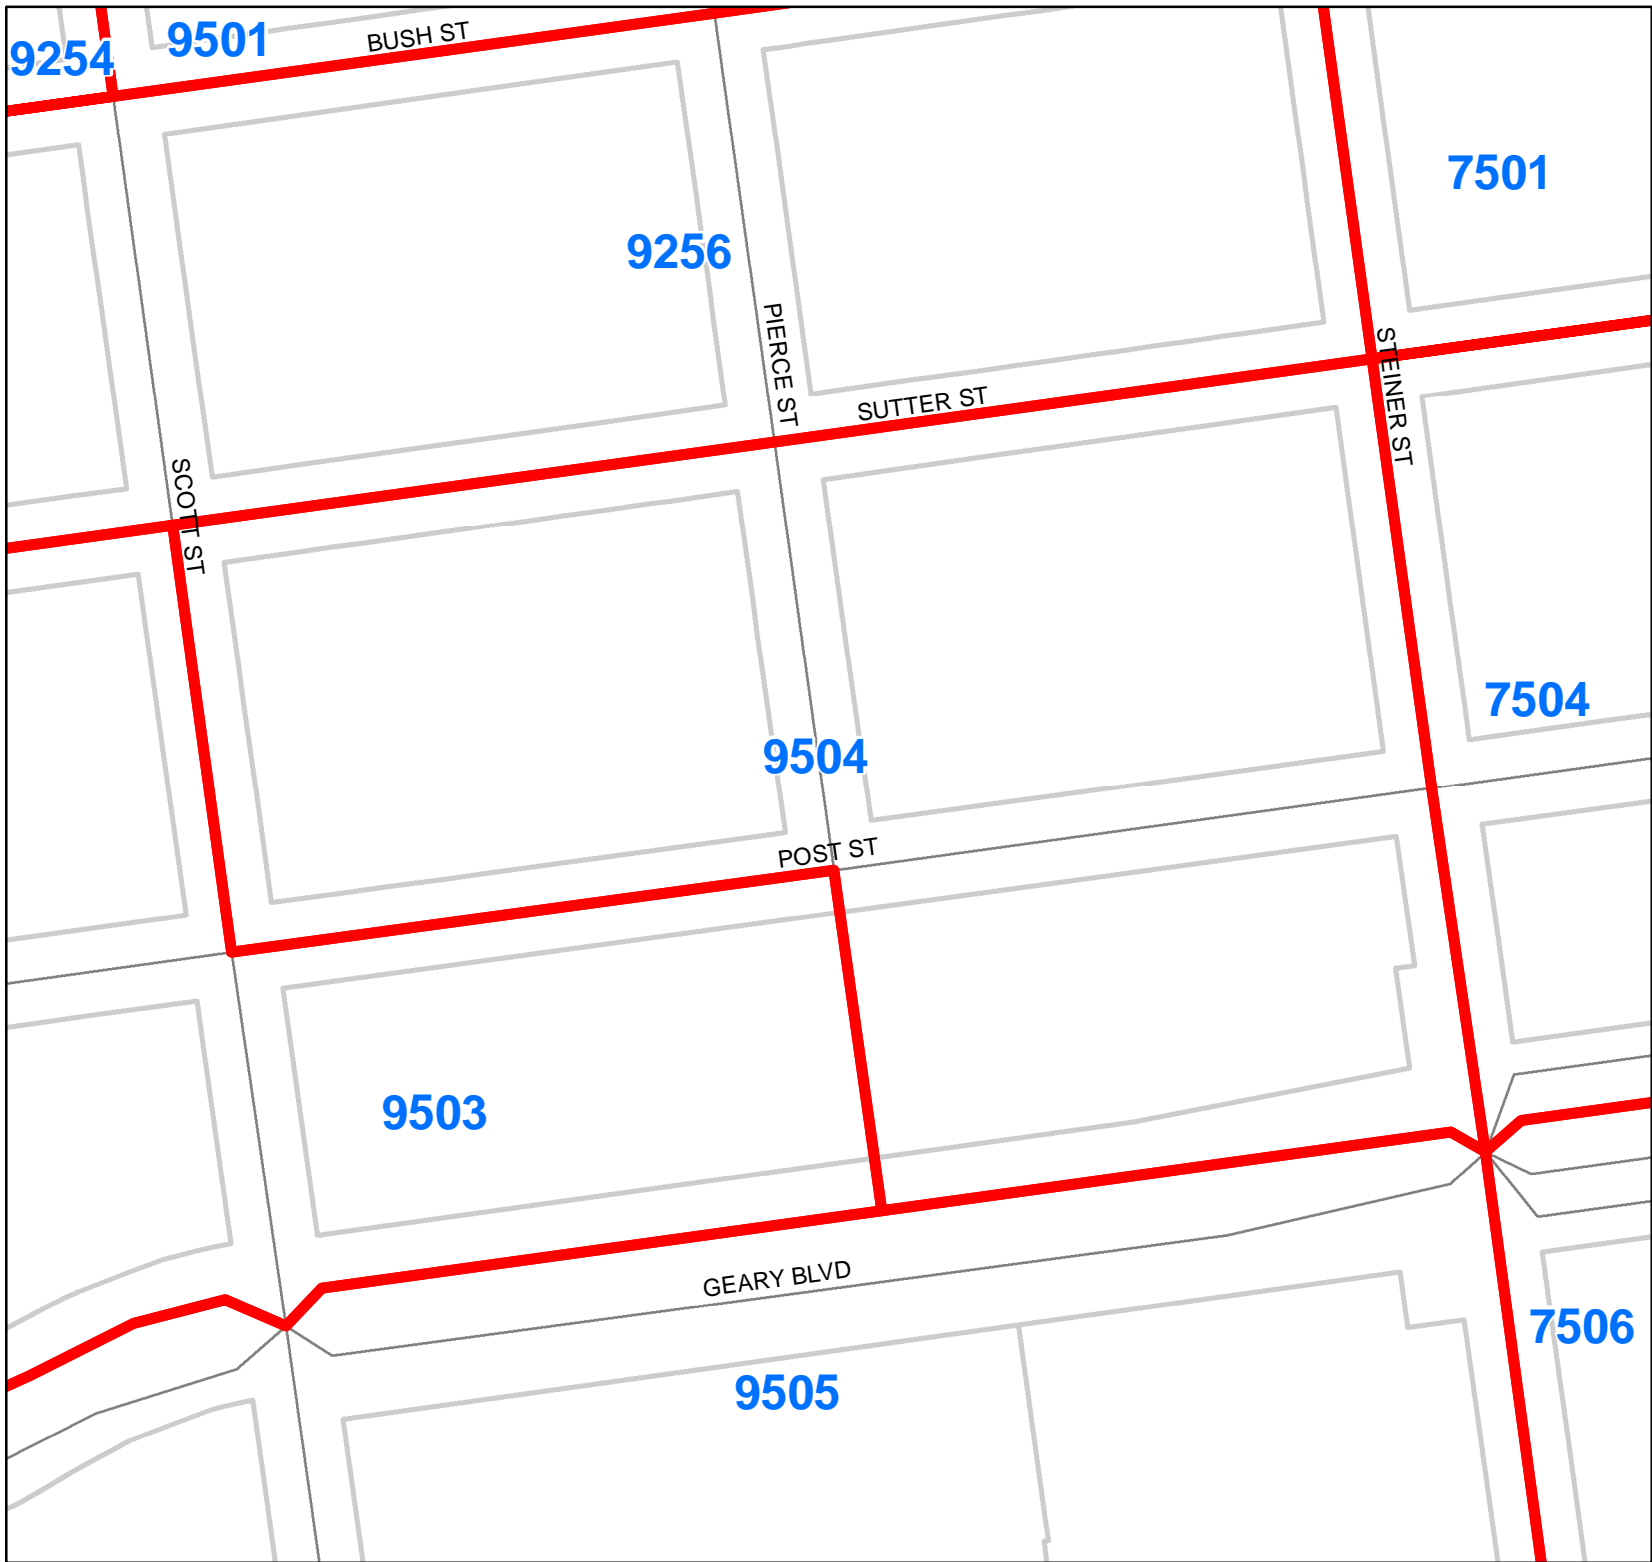 9254
9501
BUSH ST
7501
9256
PIERCE ST
SUTTER ST
STEINER ST
SCOTT ST
7504
9504
POST ST
9503
GEARY BLVD
7506
9505